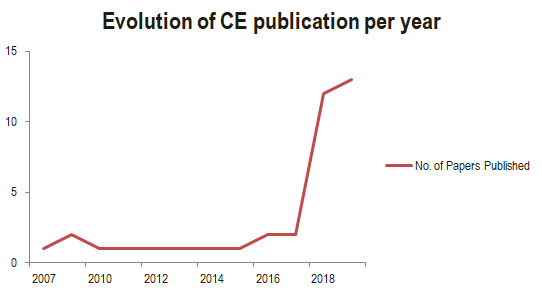 Evolution of CE publication per year
15
10
5
0
2007 2010 2012 2014 2016 2018
No. of Papers Published